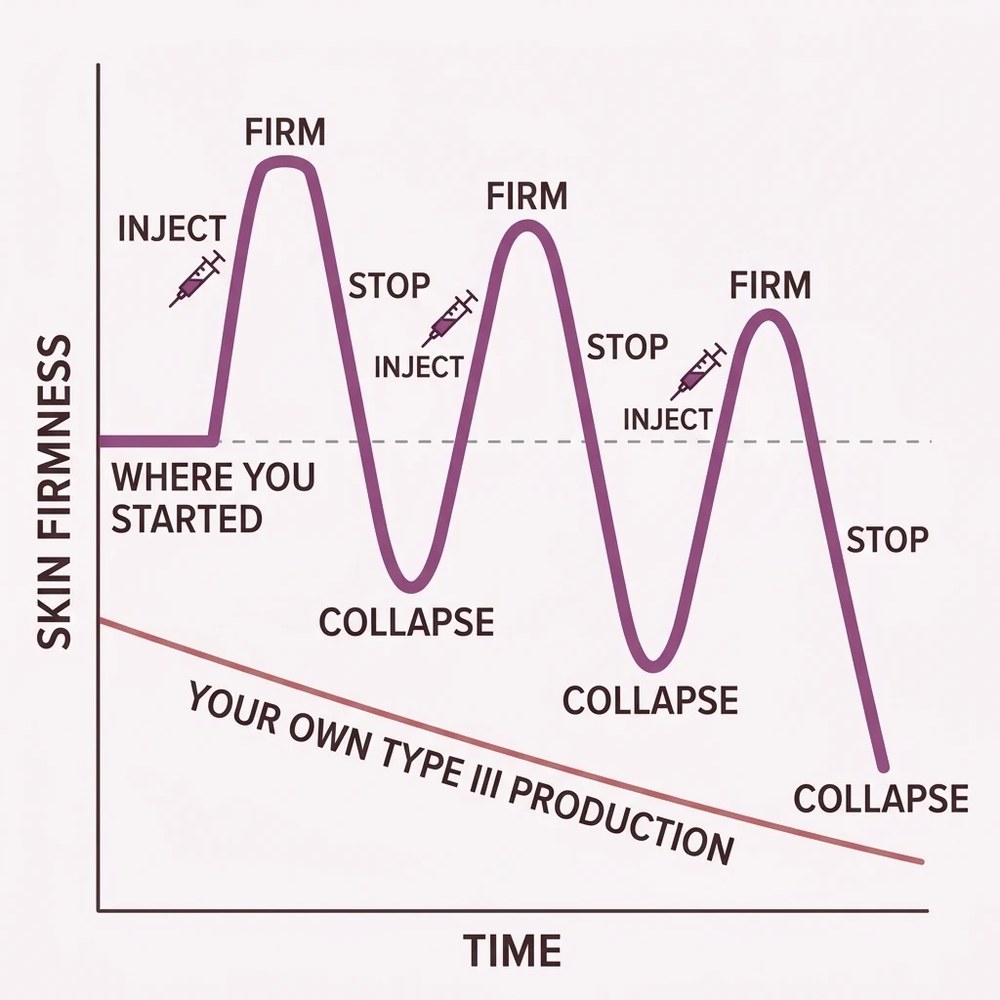 FIRM
FIRM
INJECT
STOP
FIRM
INJECT
STOP
INJECT
WHERE YOU
STARTED
STOP
COLLAPSE
COLLAPSE
COLLAPSE
YOUR OWN TYPE III PRODUCTION
SKIN FIRMNESS
TIME